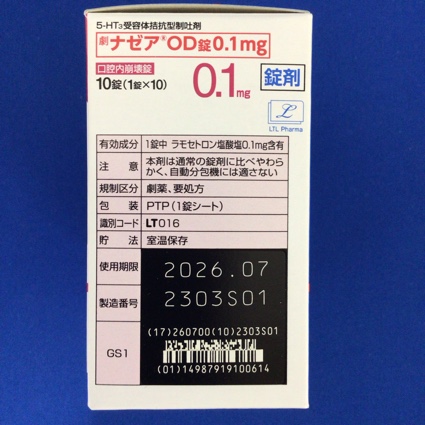 5-HT₃受容体拮抗型制吐剤
劇 ナゼア®OD錠0.1mg
口腔内崩壊錠
10錠(1錠×10)
0.1mg
錠剤
LTL Pharma
有効成分 1錠中 ラモセトロン塩酸塩0.1mg含有
注意 本剤は通常の錠剤に比べやわら
かく、自動分包機には適さない
規制区分 劇薬、要処方
包装 PTP(1錠シート)
識別コード LT016
貯法 室温保存
使用期限 2026.07
製造番号 2303S01
(17)260700(10)2303S01
GS1
(01)14987919100614